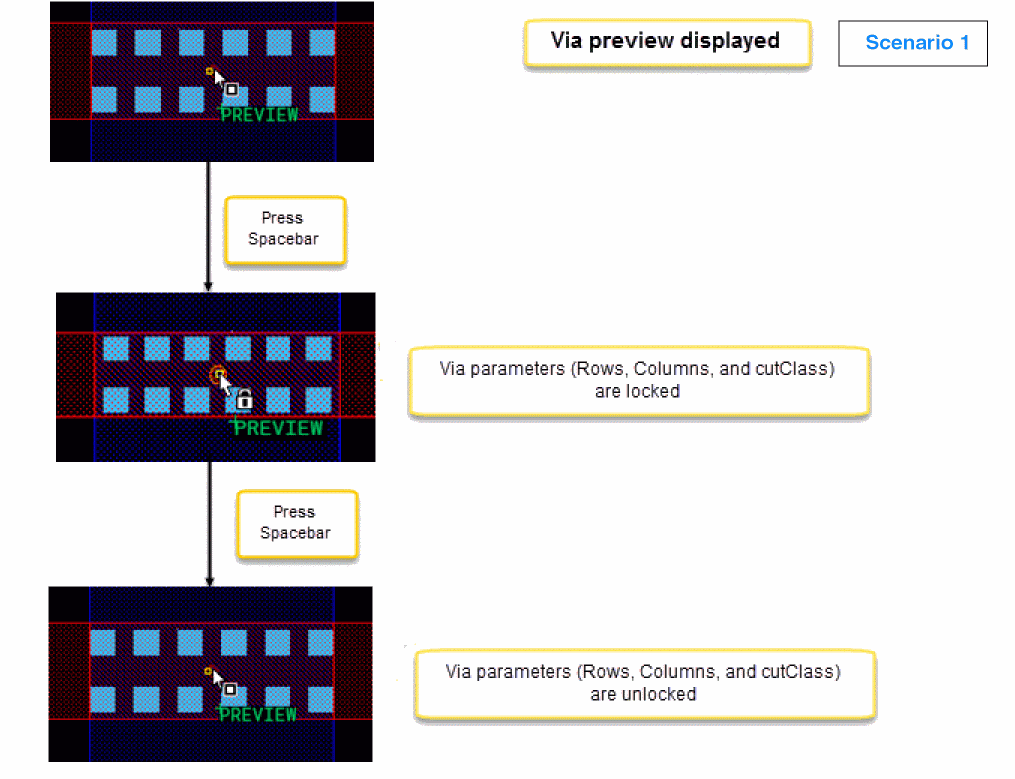 Via preview displayed
Scenario 1
PREVIEW
Press
Spacebar
Via parameters (Rows, Columns, and cutClass)
are locked
PREVIEW
Press
Spacebar
Via parameters (Rows, Columns, and cutClass)
are unlocked
PREVIEW